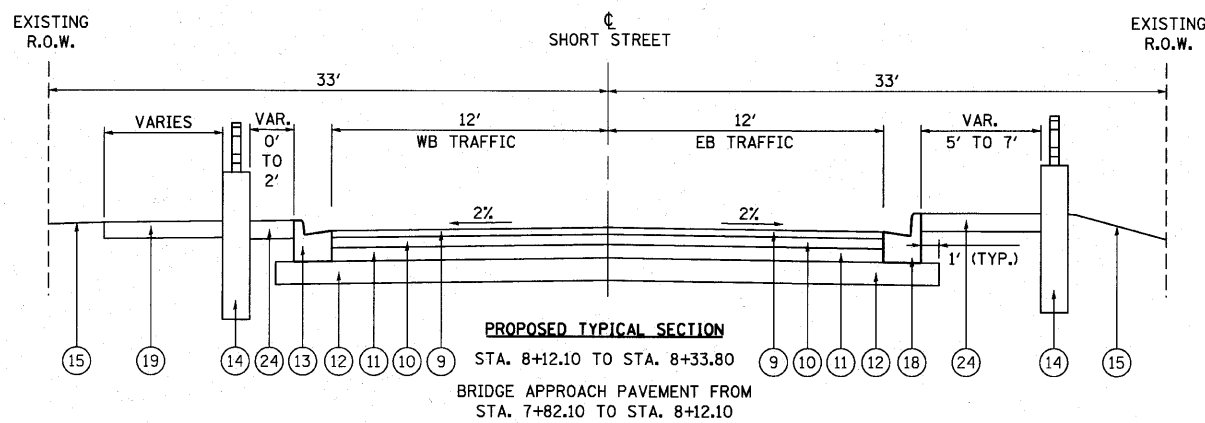 EXISTING
R.O.W.
℄
SHORT STREET
EXISTING
R.O.W.
33'
33'
VARIES
VAR.
0'
TO
2'
12'
WB TRAFFIC
12'
EB TRAFFIC
VAR.
5' TO 7'
2%
2%
1' (TYP.)
PROPOSED TYPICAL SECTION
15
19
14
24
13
12
11
10
9
STA. 8+12.10 TO STA. 8+33.80
9
10
11
12
18
24
14
15
BRIDGE APPROACH PAVEMENT FROM
STA. 7+82.10 TO STA. 8+12.10